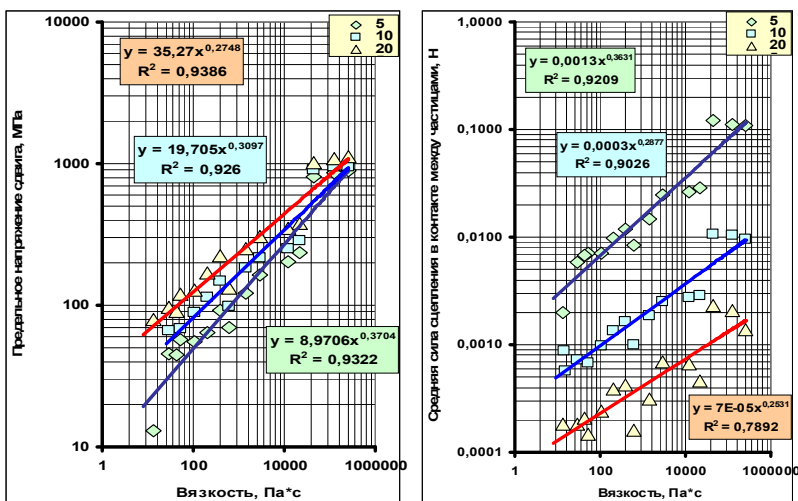 Предельное напряжение сдвига, МПа
10000
1000
100
10
1
100
10000
1000000
Вязкость, Па*с
5
10
20
y = 35,27x^0,2748
R² = 0,9386
y = 19,705x^0,3097
R² = 0,926
y = 8,9706x^0,3704
R² = 0,9322
Средняя сила сцепления в контакте между частицами, Н
1,0000
0,1000
0,0100
0,0010
0,0001
1
100
10000
1000000
Вязкость, Па*с
5
10
20
y = 0,0013x^0,3631
R² = 0,9209
y = 0,0003x^0,2877
R² = 0,9026
y = 7E-05x^0,2531
R² = 0,7892